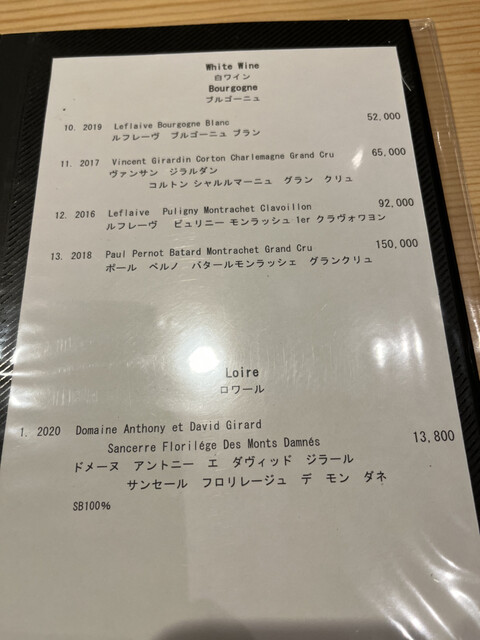 White Wine
白ワイン
Bourgogne
ブルゴーニュ
10. 2019 Leflaive Bourgogne Blanc 52,000
ルフレーヴ ブルゴーニュ ブラン
11. 2017 Vincent Girardin Corton Charlemagne Grand Cru 65,000
ヴァンサン ジラルダン
コルトン シャルルマーニュ グラン クリュ
12. 2016 Leflaive Puligny Montrachet Clavoillon 92,000
ルフレーヴ ピュリニー モンラッシュ 1er クラヴォワヨン
13. 2018 Paul Pernot Batard Montrachet Grand Cru 150,000
ポール ペルノ バタールモンラッシェ グランクリュ
Loire
ロワール
1. 2020 Domaine Anthony et David Girard
Sancerre Florilége Des Monts Damnés 13,800
ドメーヌ アントニー エ ダヴィッド ジラール
サンセール フロリレージュ デ モン ダネ
SB100%